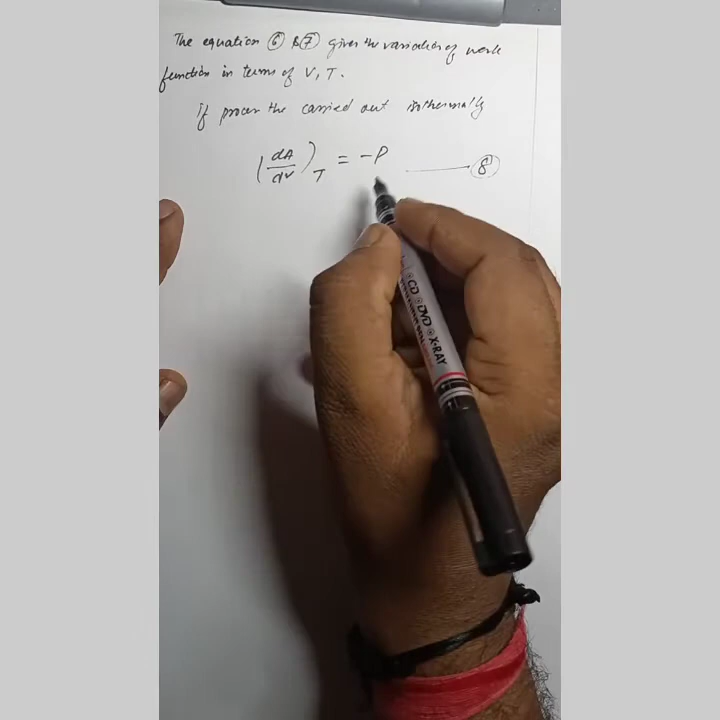 The equation ⑥ & ⑦ gives the variation of work
function in terms of V, T.
if process the carried out isothermally
(dA/dV)T = -P ——— ⑧
CD DVD X-RAY